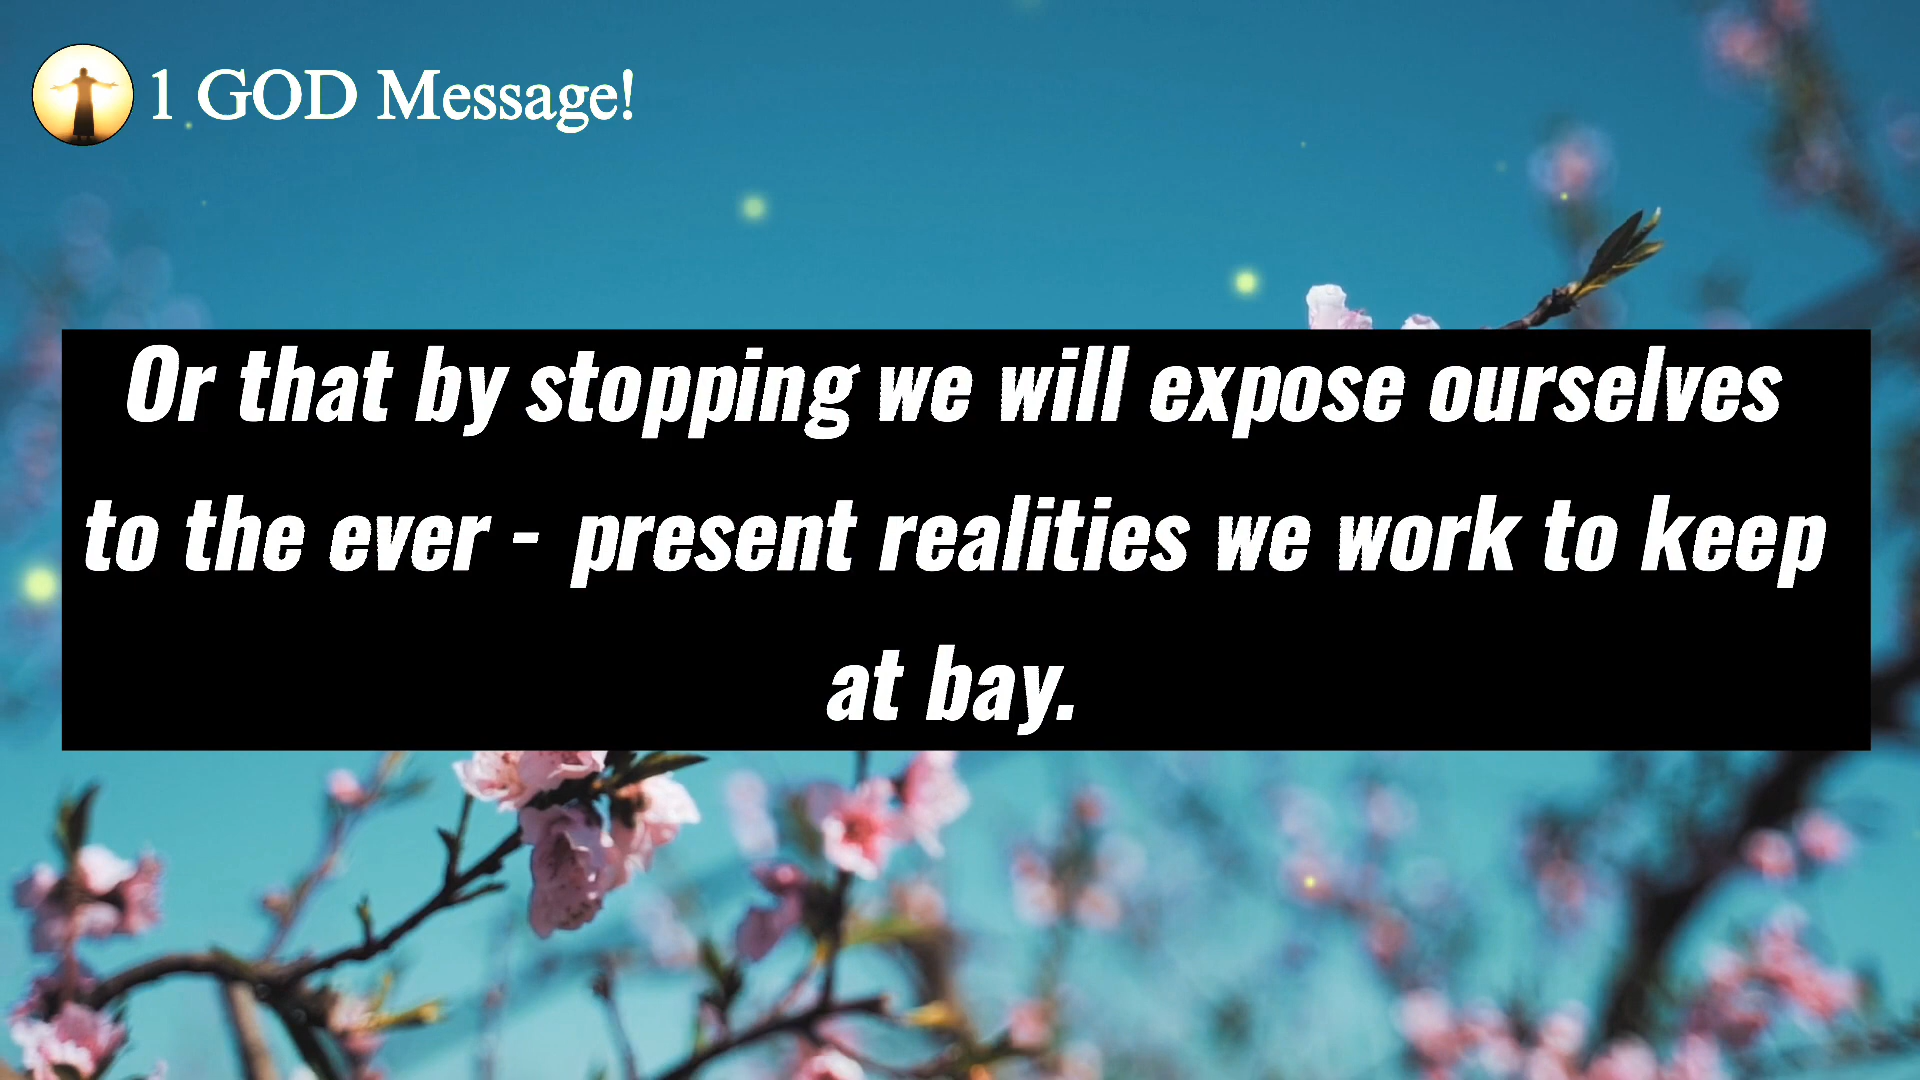 1 GOD Message!
Or that by stopping we will expose ourselves
to the ever - present realities we work to keep
at bay.